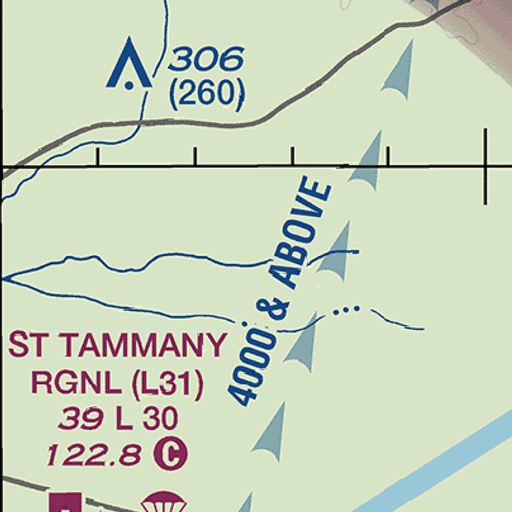 306
(260)
4000' & ABOVE
ST TAMMANY
RGNL (L31)
39 L 30
122.8 C